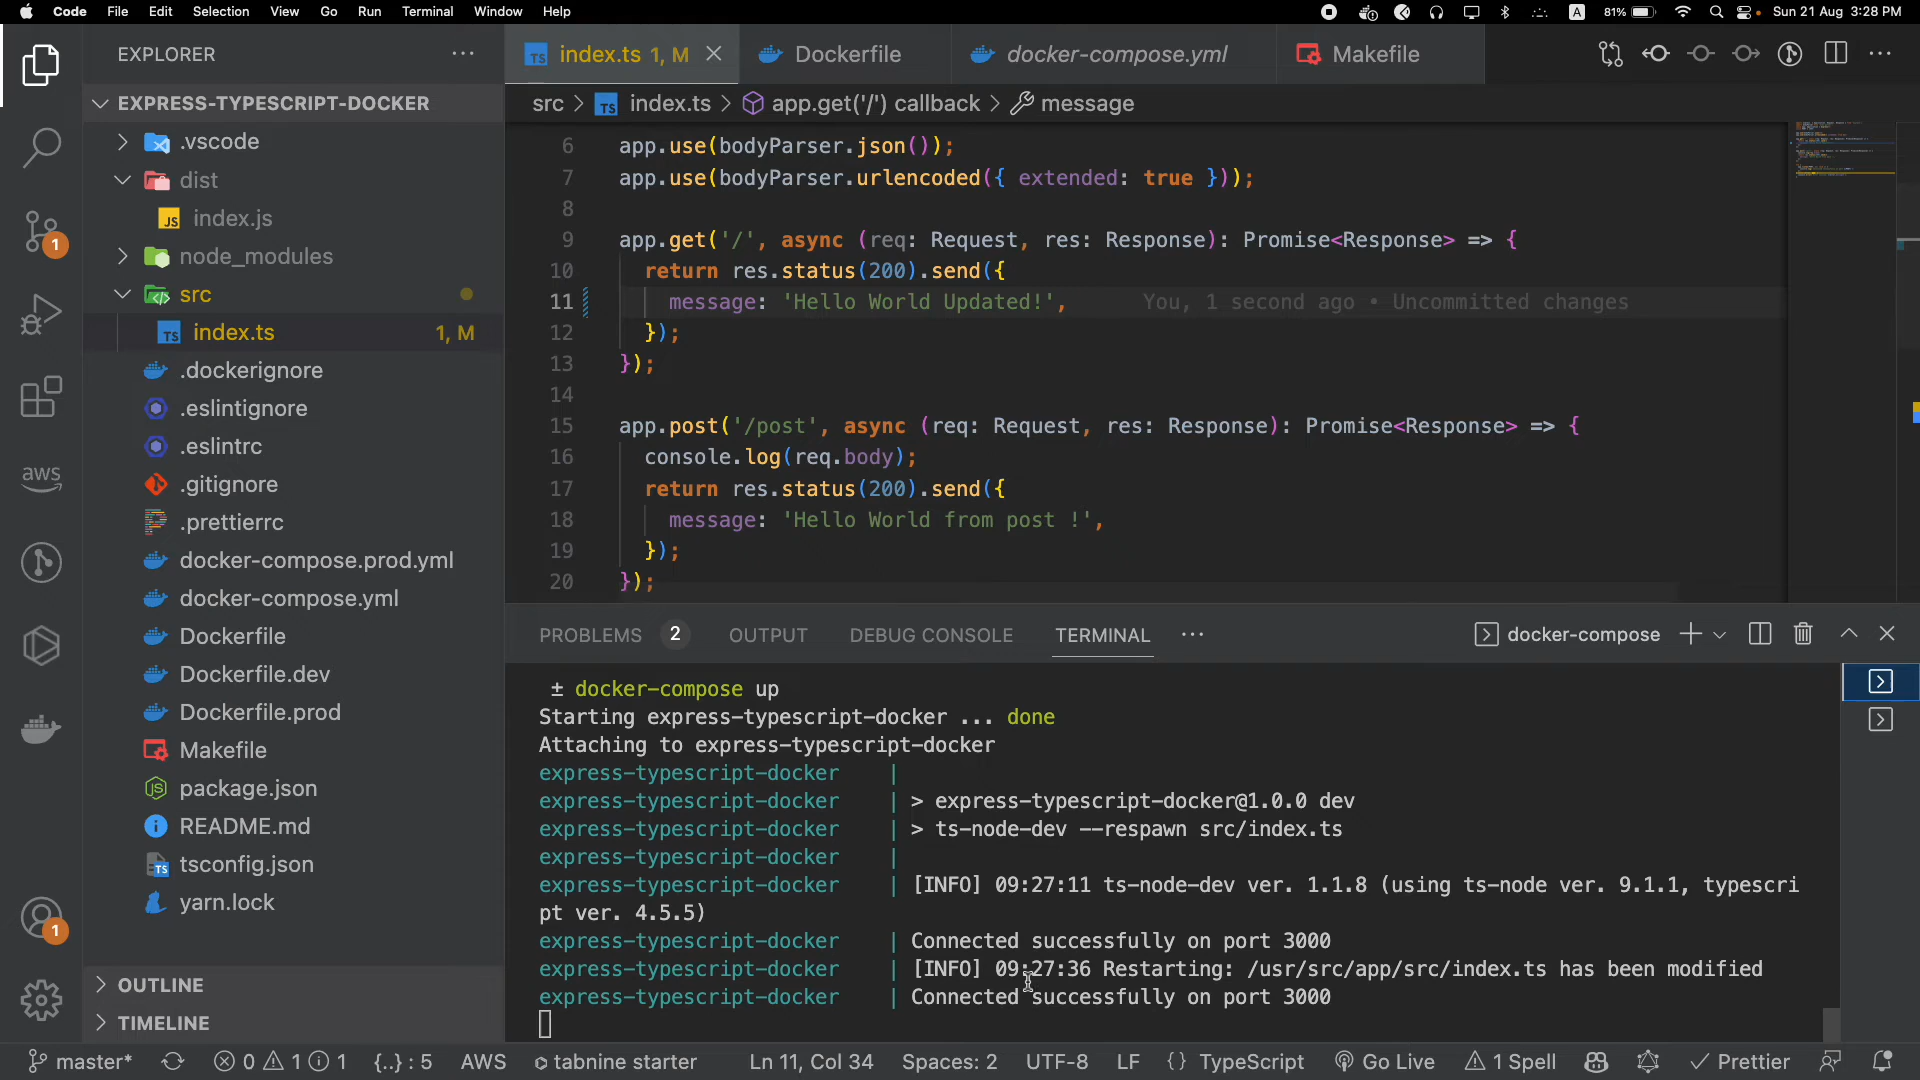 Code File Edit Selection View Go Run Terminal Window Help
A 81% Sun 21 Aug 3:28 PM
EXPLORER
EXPRESS-TYPESCRIPT-DOCKER
.vscode
dist
JS index.js
node_modules
src
TS index.ts 1, M
.dockerignore
.eslintignore
.eslintrc
.gitignore
.prettierrc
docker-compose.prod.yml
docker-compose.yml
Dockerfile
Dockerfile.dev
Dockerfile.prod
Makefile
package.json
README.md
tsconfig.json
yarn.lock
OUTLINE
TIMELINE
1
aws
1
TS index.ts 1, M Dockerfile docker-compose.yml Makefile
src > TS index.ts > app.get('/') callback > message
6 app.use(bodyParser.json());
7 app.use(bodyParser.urlencoded({ extended: true }));
8
9 app.get('/', async (req: Request, res: Response): Promise<Response> => {
10 return res.status(200).send({
11 message: 'Hello World Updated!', You, 1 second ago • Uncommitted changes
12 });
13 });
14
15 app.post('/post', async (req: Request, res: Response): Promise<Response> => {
16 console.log(req.body);
17 return res.status(200).send({
18 message: 'Hello World from post !',
19 });
20 });
PROBLEMS 2 OUTPUT DEBUG CONSOLE TERMINAL docker-compose
± docker-compose up
Starting express-typescript-docker ... done
Attaching to express-typescript-docker
express-typescript-docker |
express-typescript-docker | > express-typescript-docker@1.0.0 dev
express-typescript-docker | > ts-node-dev --respawn src/index.ts
express-typescript-docker |
express-typescript-docker | [INFO] 09:27:11 ts-node-dev ver. 1.1.8 (using ts-node ver. 9.1.1, typescri
pt ver. 4.5.5)
express-typescript-docker | Connected successfully on port 3000
express-typescript-docker | [INFO] 09:27:36 Restarting: /usr/src/app/src/index.ts has been modified
express-typescript-docker | Connected successfully on port 3000
master* 0 1 1 {..} : 5 AWS tabnine starter Ln 11, Col 34 Spaces: 2 UTF-8 LF {} TypeScript Go Live 1 Spell Prettier